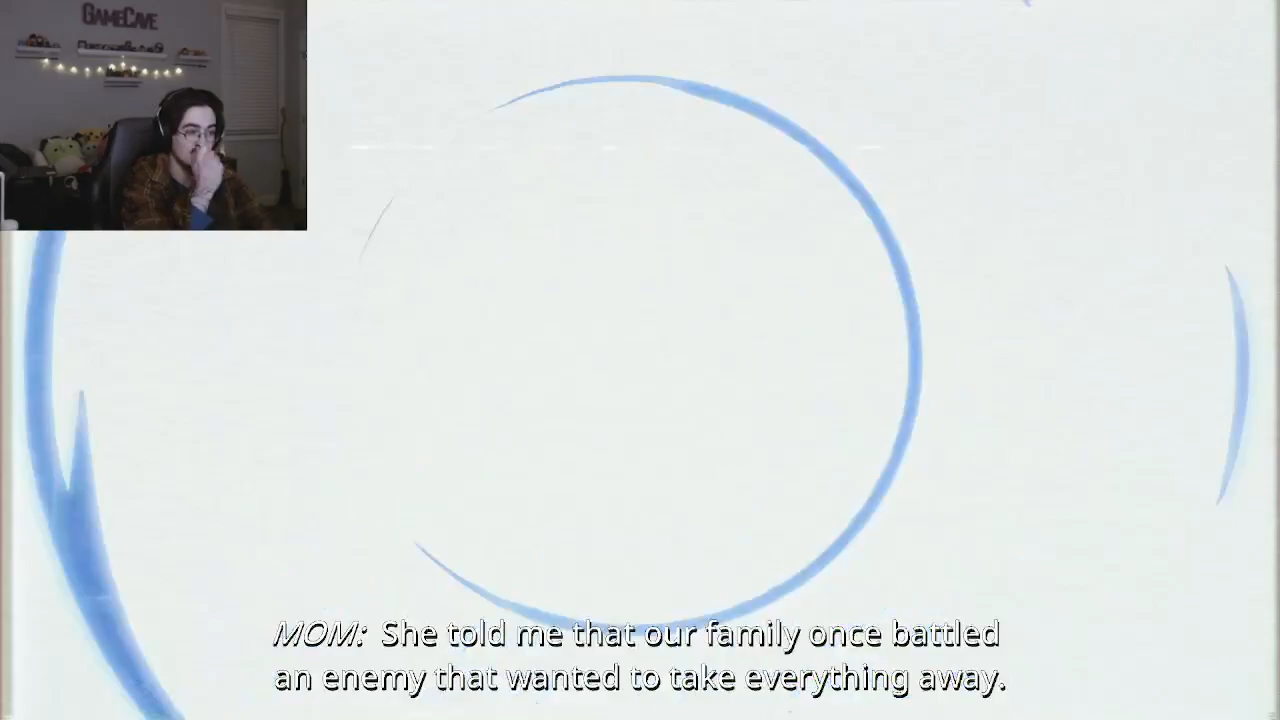 GAMECAVE
MOM: She told me that our family once battled
an enemy that wanted to take everything away.